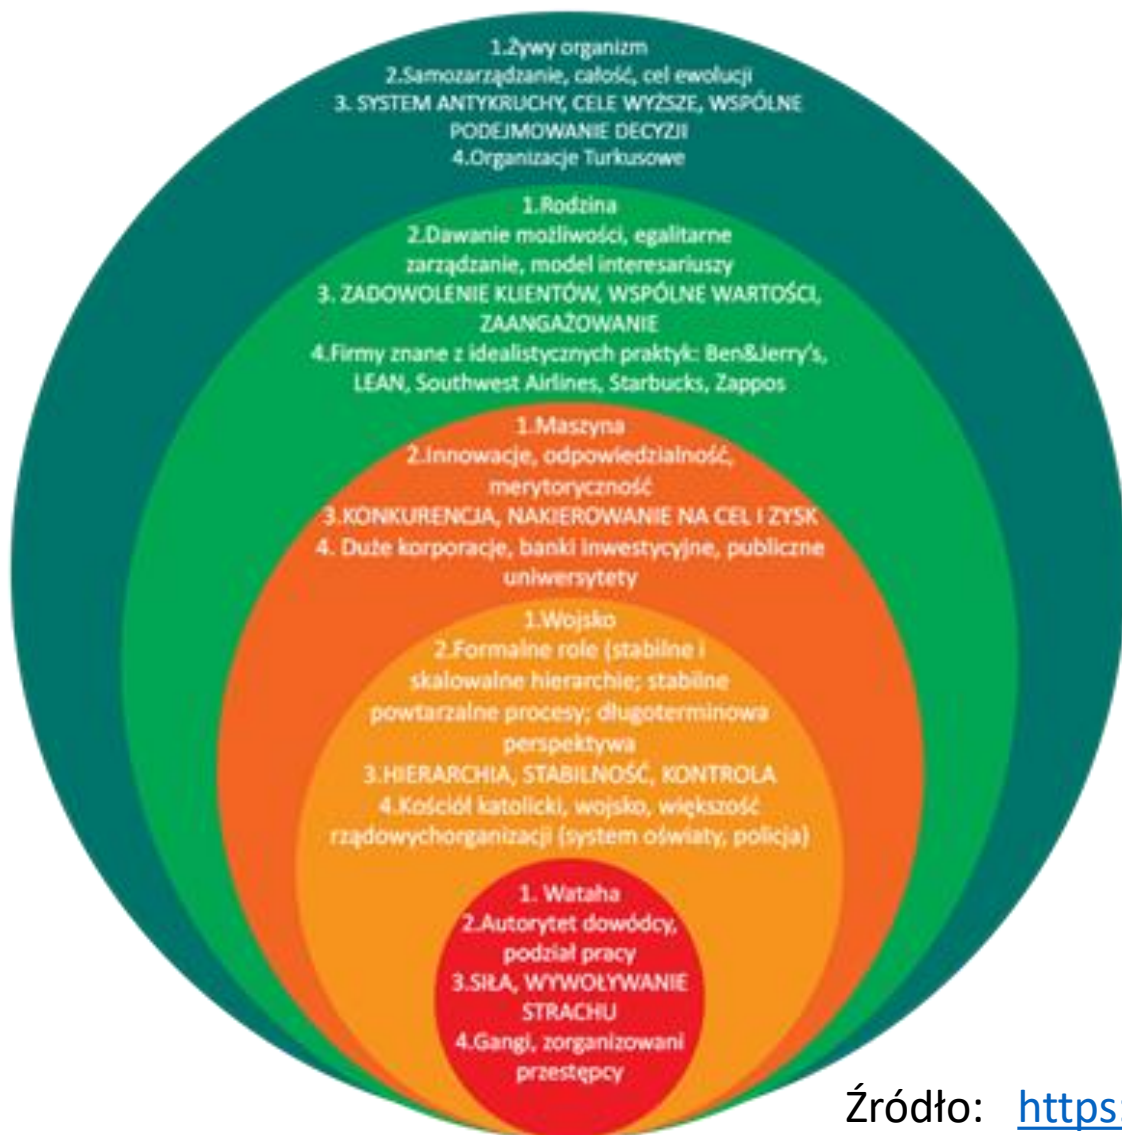 1.Żywy organizm
2.Samozarządzanie, całość, cel ewolucji
3. SYSTEM ANTYKRUCHY, CELE WYŻSZE, WSPÓLNE
PODEJMOWANIE DECYZJI
4.Organizacje Turkusowe
1.Rodzina
2.Dawanie możliwości, egalitarne
zarządzanie, model interesariuszy
3. ZADOWOLENIE KLIENTÓW, WSPÓLNE WARTOŚCI,
ZAANGAŻOWANIE
4.Firmy znane z idealistycznych praktyk: Ben&Jerry's,
LEAN, Southwest Airlines, Starbucks, Zappos
1.Maszyna
2.Innowacje, odpowiedzialność,
merytoryczność
3.KONKURENCJA, NAKIEROWANIE NA CEL I ZYSK
4. Duże korporacje, banki inwestycyjne, publiczne
uniwersytety
1.Wojsko
2.Formalne role (stabilne i
skalowalne hierarchie; stabilne
powtarzalne procesy; długoterminowa
perspektywa
3.HIERARCHIA, STABILNOŚĆ, KONTROLA
4.Kościół katolicki, wojsko, większość
rządowychorganizacji (system oświaty, policja)
1. Wataha
2.Autorytet dowódcy,
podział pracy
3.SIŁA, WYWOŁYWANIE
STRACHU
4.Gangi, zorganizowani
przestępcy
Źródło: https